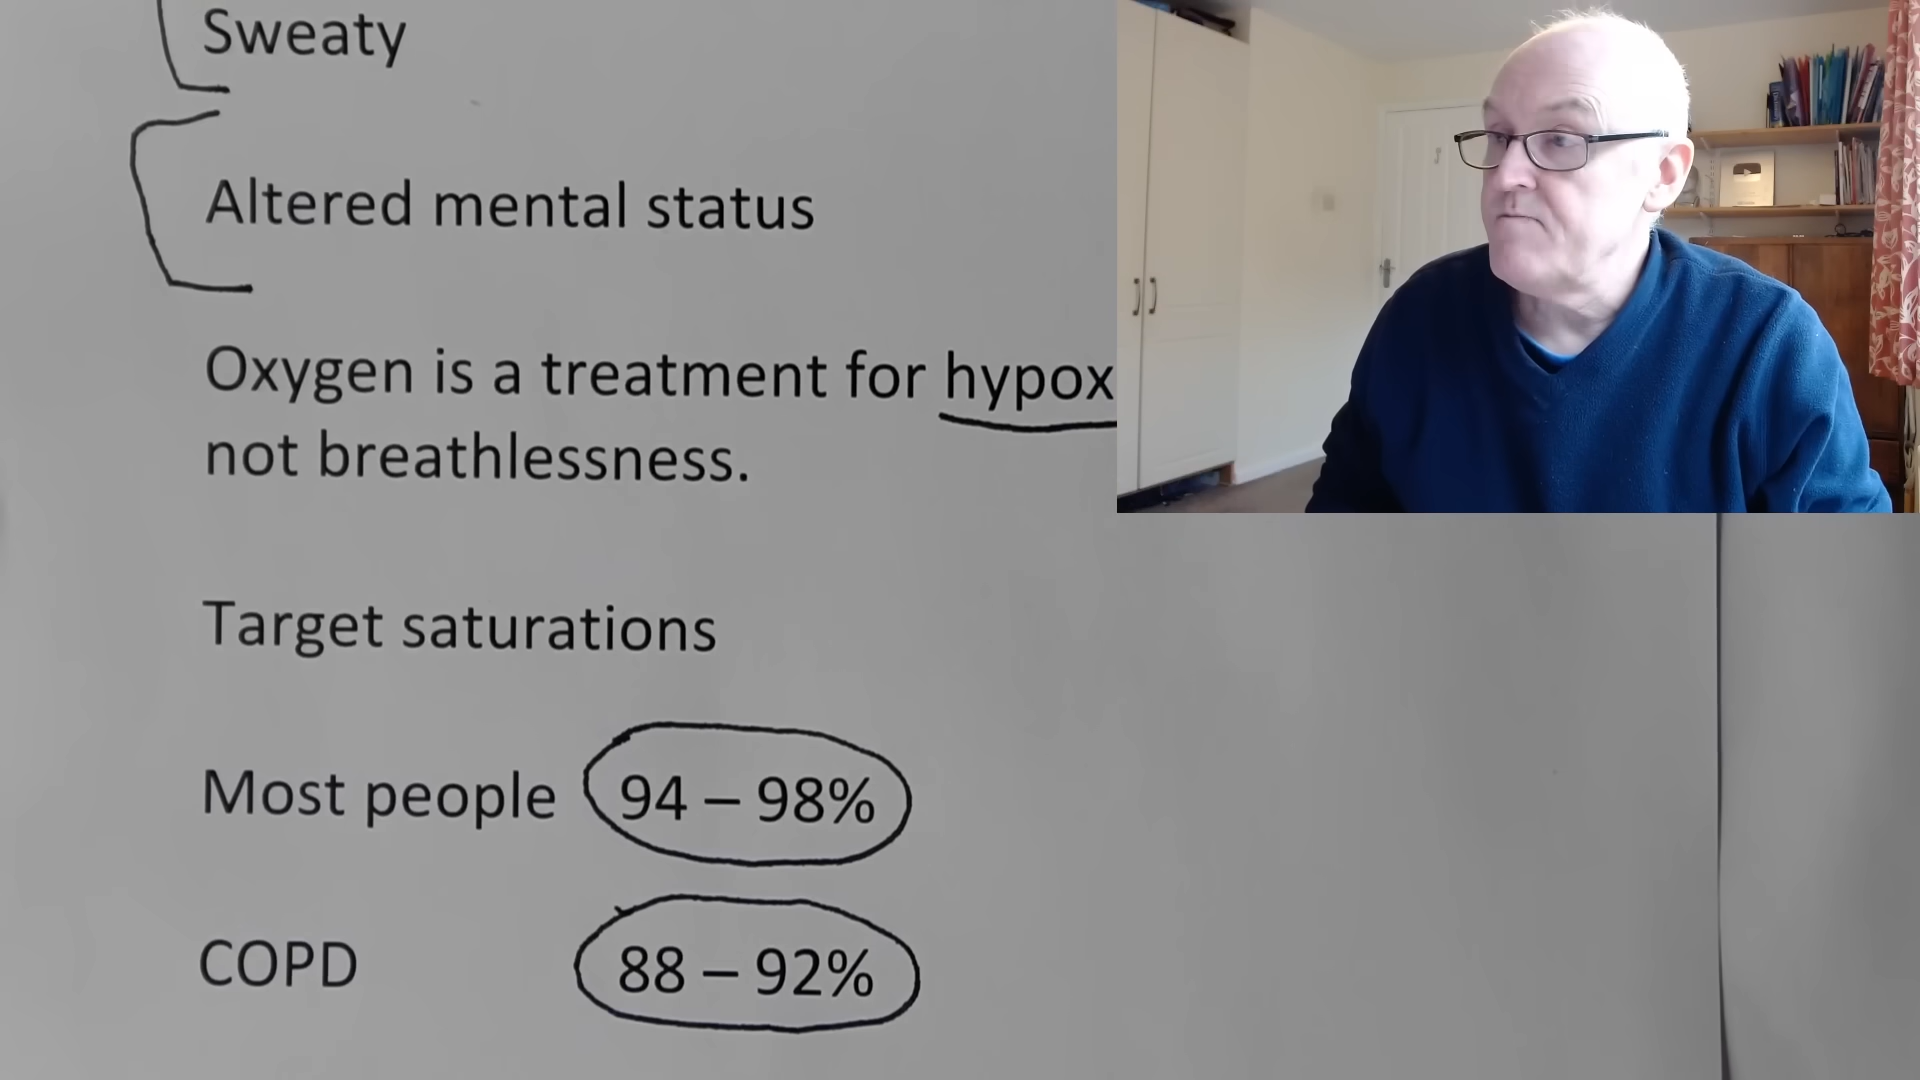 Sweaty
Altered mental status
Oxygen is a treatment for hypox
not breathlessness.
Target saturations
Most people 94 – 98%
COPD 88 – 92%